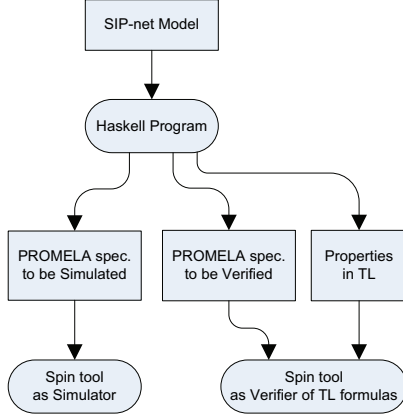 SIP-net Model
Haskell Program
PROMELA spec.
to be Simulated
PROMELA spec.
to be Verified
Properties
in TL
Spin tool
as Simulator
Spin tool
as Verifier of TL formulas